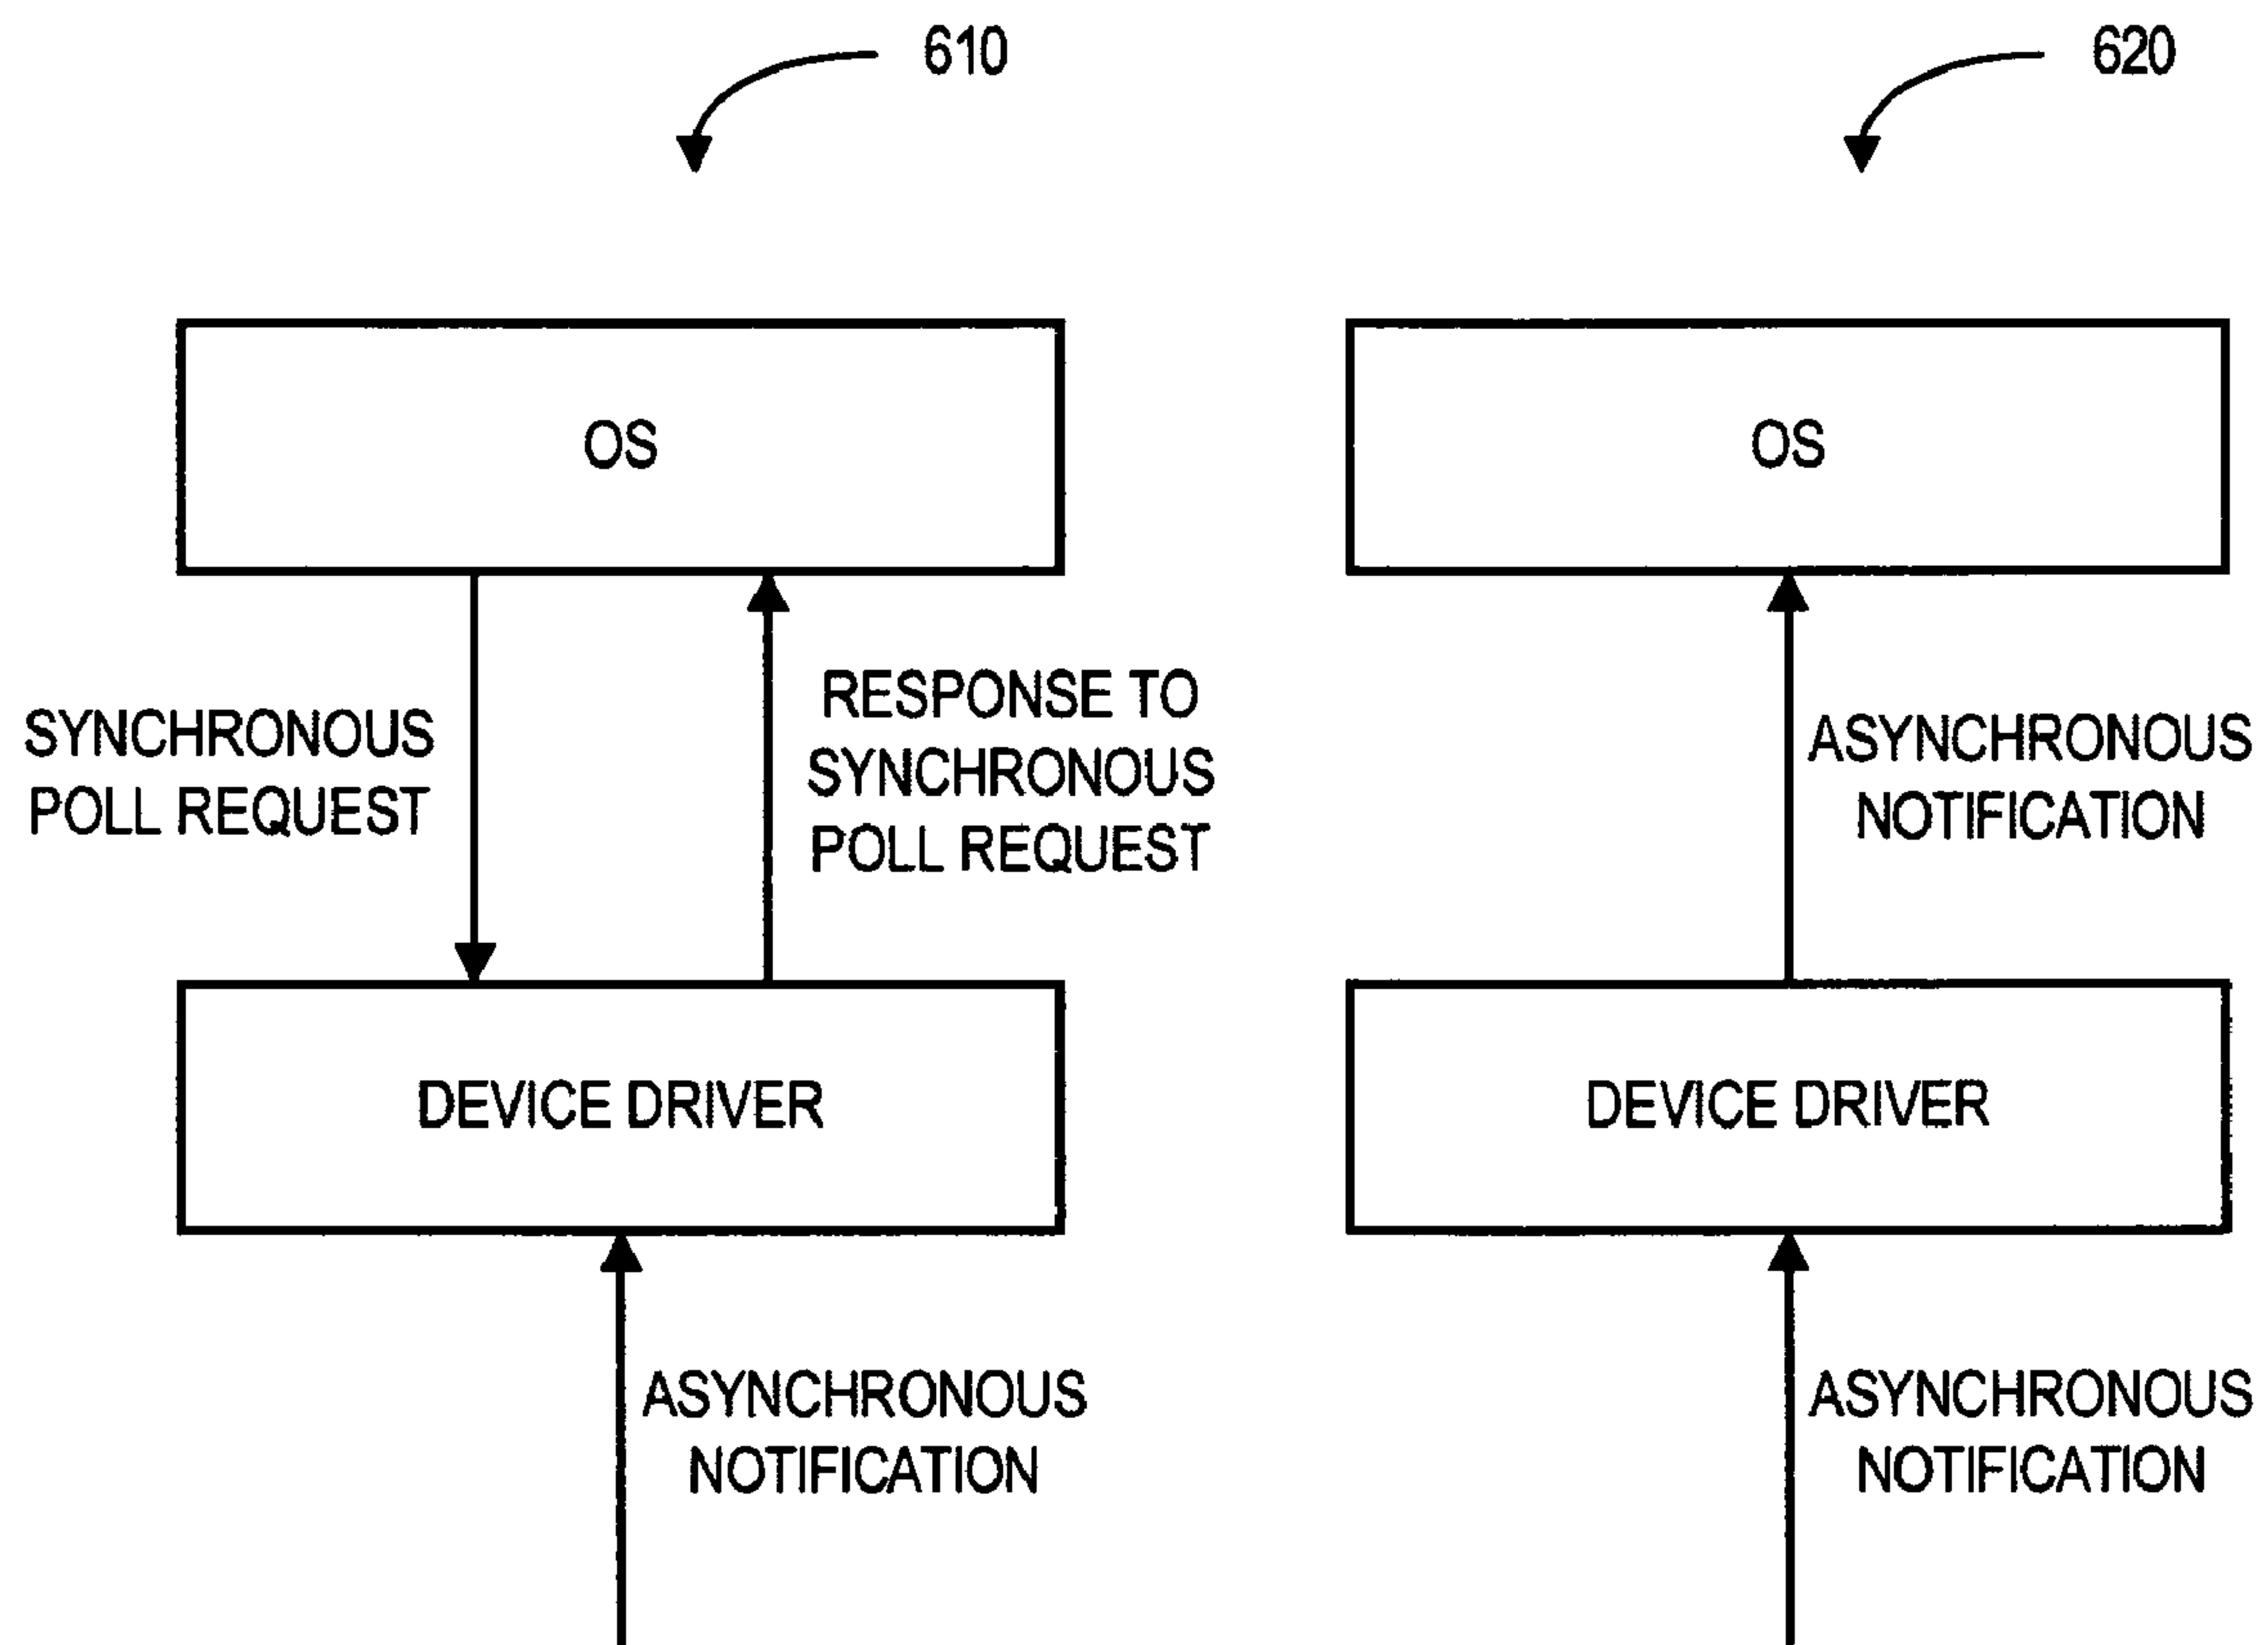 610
OS
SYNCHRONOUS
POLL REQUEST
RESPONSE TO
SYNCHRONOUS
POLL REQUEST
DEVICE DRIVER
ASYNCHRONOUS
NOTIFICATION
620
OS
ASYNCHRONOUS
NOTIFICATION
DEVICE DRIVER
ASYNCHRONOUS
NOTIFICATION